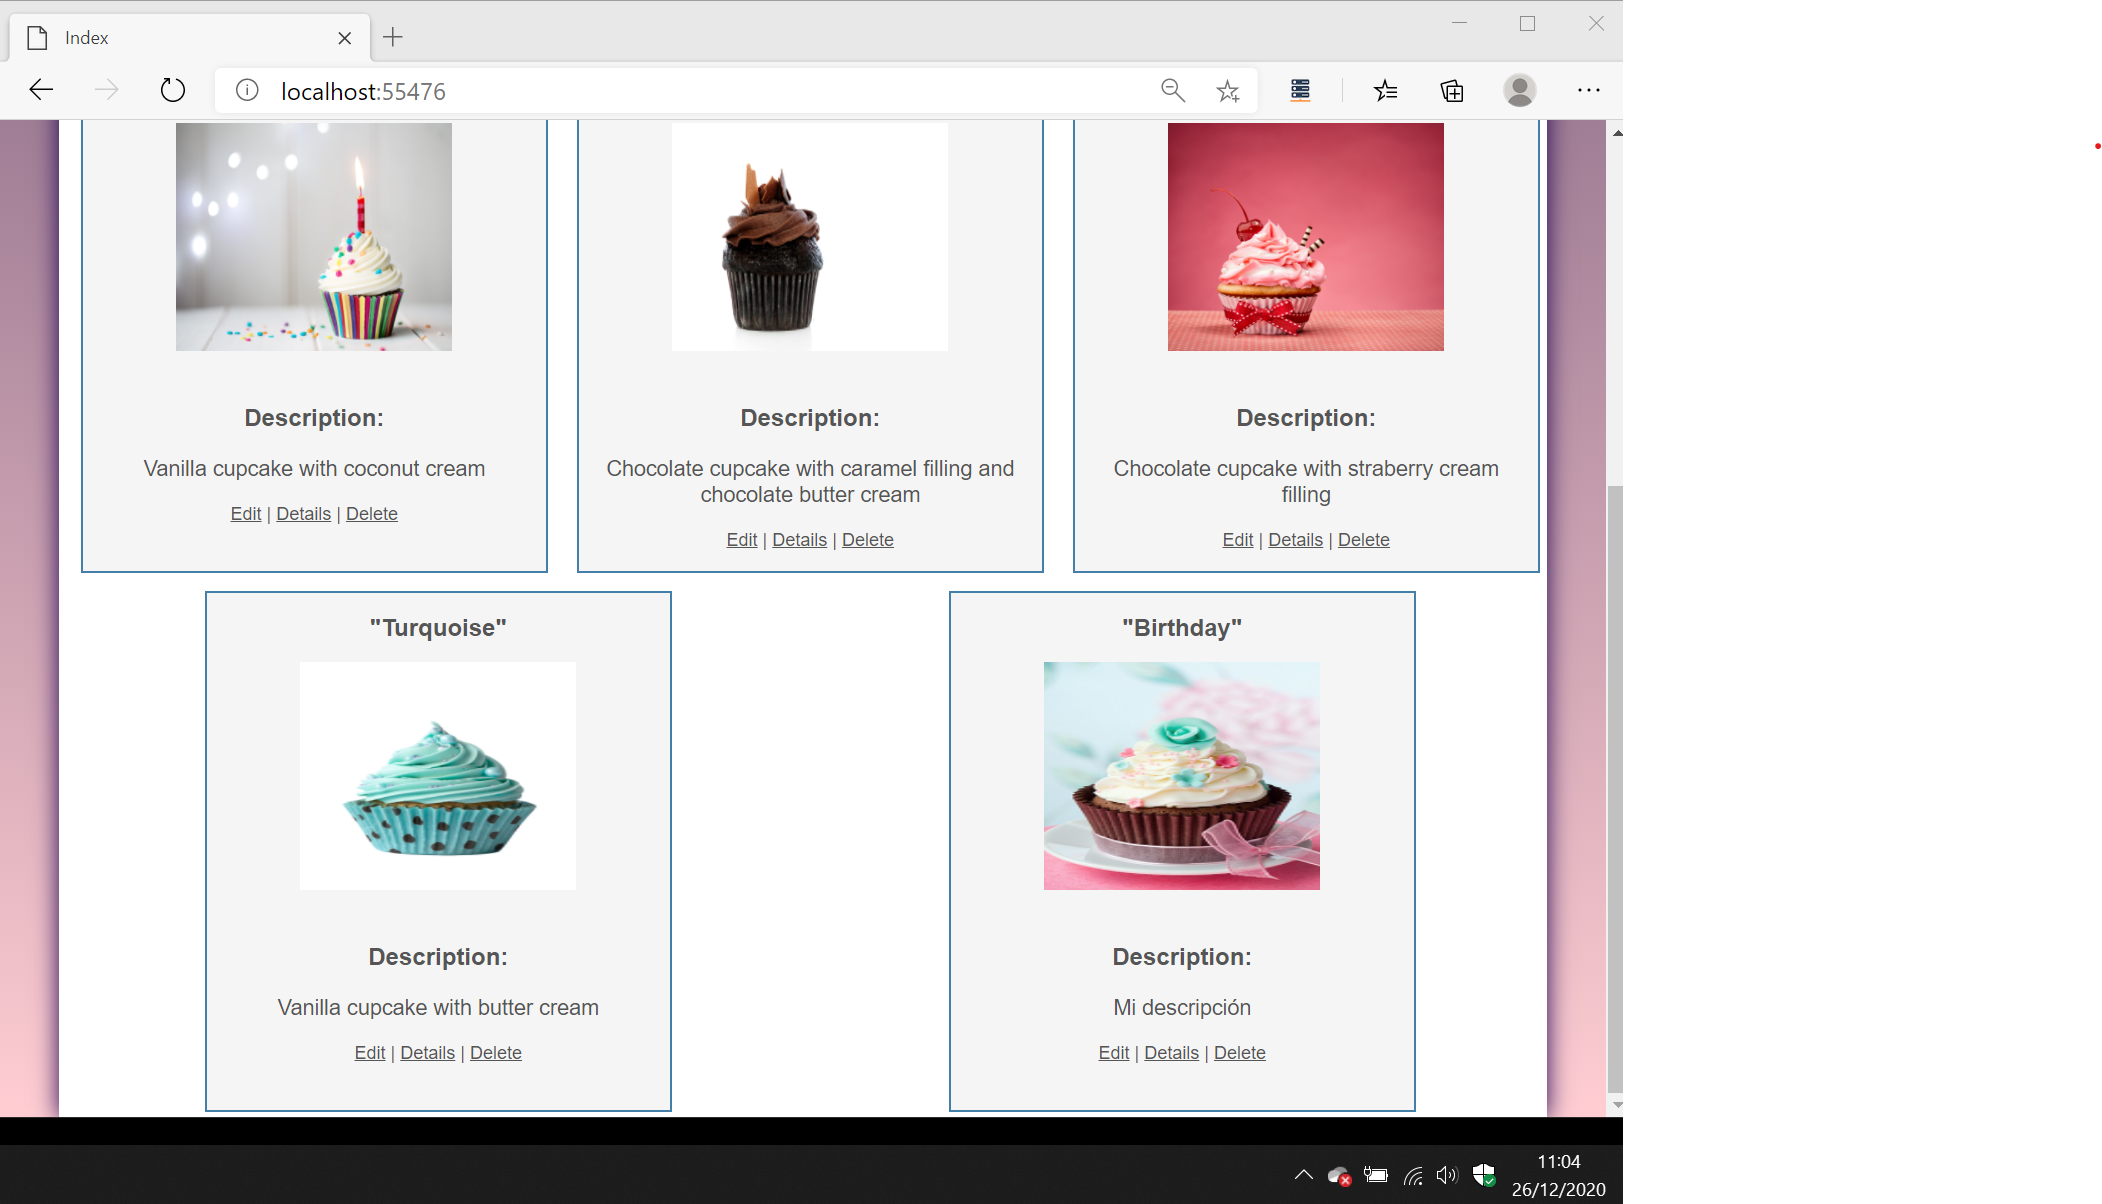 Index
localhost:55476
Description:
Vanilla cupcake with coconut cream
Edit | Details | Delete
Description:
Chocolate cupcake with caramel filling and
chocolate butter cream
Edit | Details | Delete
Description:
Chocolate cupcake with straberry cream
filling
Edit | Details | Delete
"Turquoise"
Description:
Vanilla cupcake with butter cream
Edit | Details | Delete
"Birthday"
Description:
Mi descripción
Edit | Details | Delete
11:04
26/12/2020